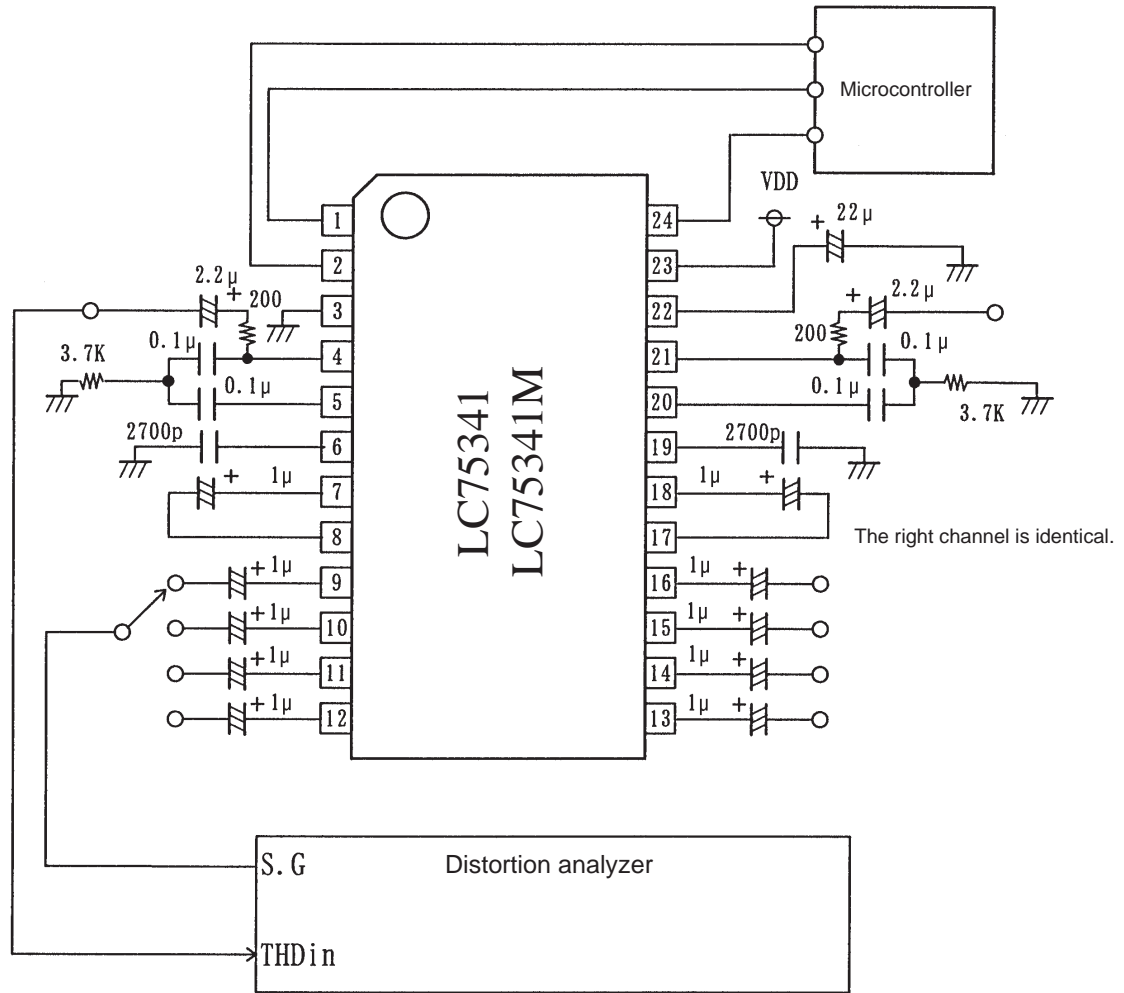 Microcontroller
VDD
1
24
+ 22μ
2
23
2.2μ
+
200
3
22
+
2.2μ
200
0.1μ
3.7K
4
21
0.1μ
0.1μ
5
20
0.1μ
3.7K
2700p
6
19
2700p
+ 1μ
7
18
1μ +
8
17
The right channel is identical.
LC75341
LC75341M
+1μ
9
16
1μ +
+1μ
10
15
1μ +
+1μ
11
14
1μ +
+1μ
12
13
1μ +
S.G
Distortion analyzer
THDin